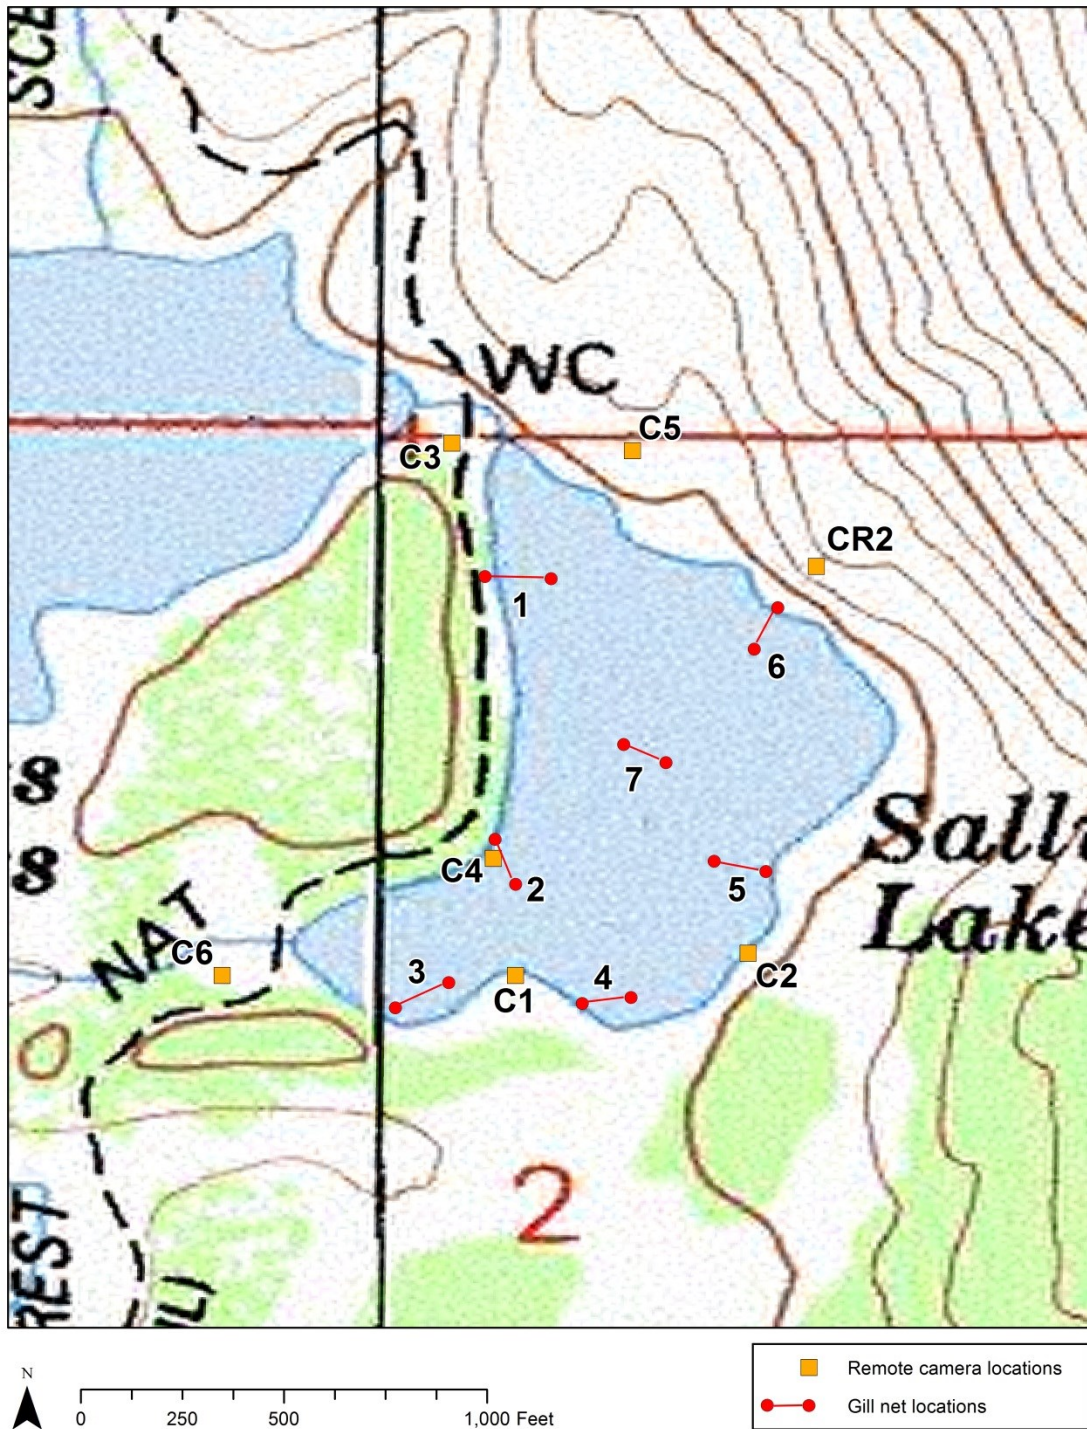 SCE
WC
C5
C3
CR2
1
6
7
S
S
Sall
Lake
C4
2
5
NAT
C6
3
C1
4
C2
2
REST
N
0
250
500
1,000 Feet
Remote camera locations
Gill net locations